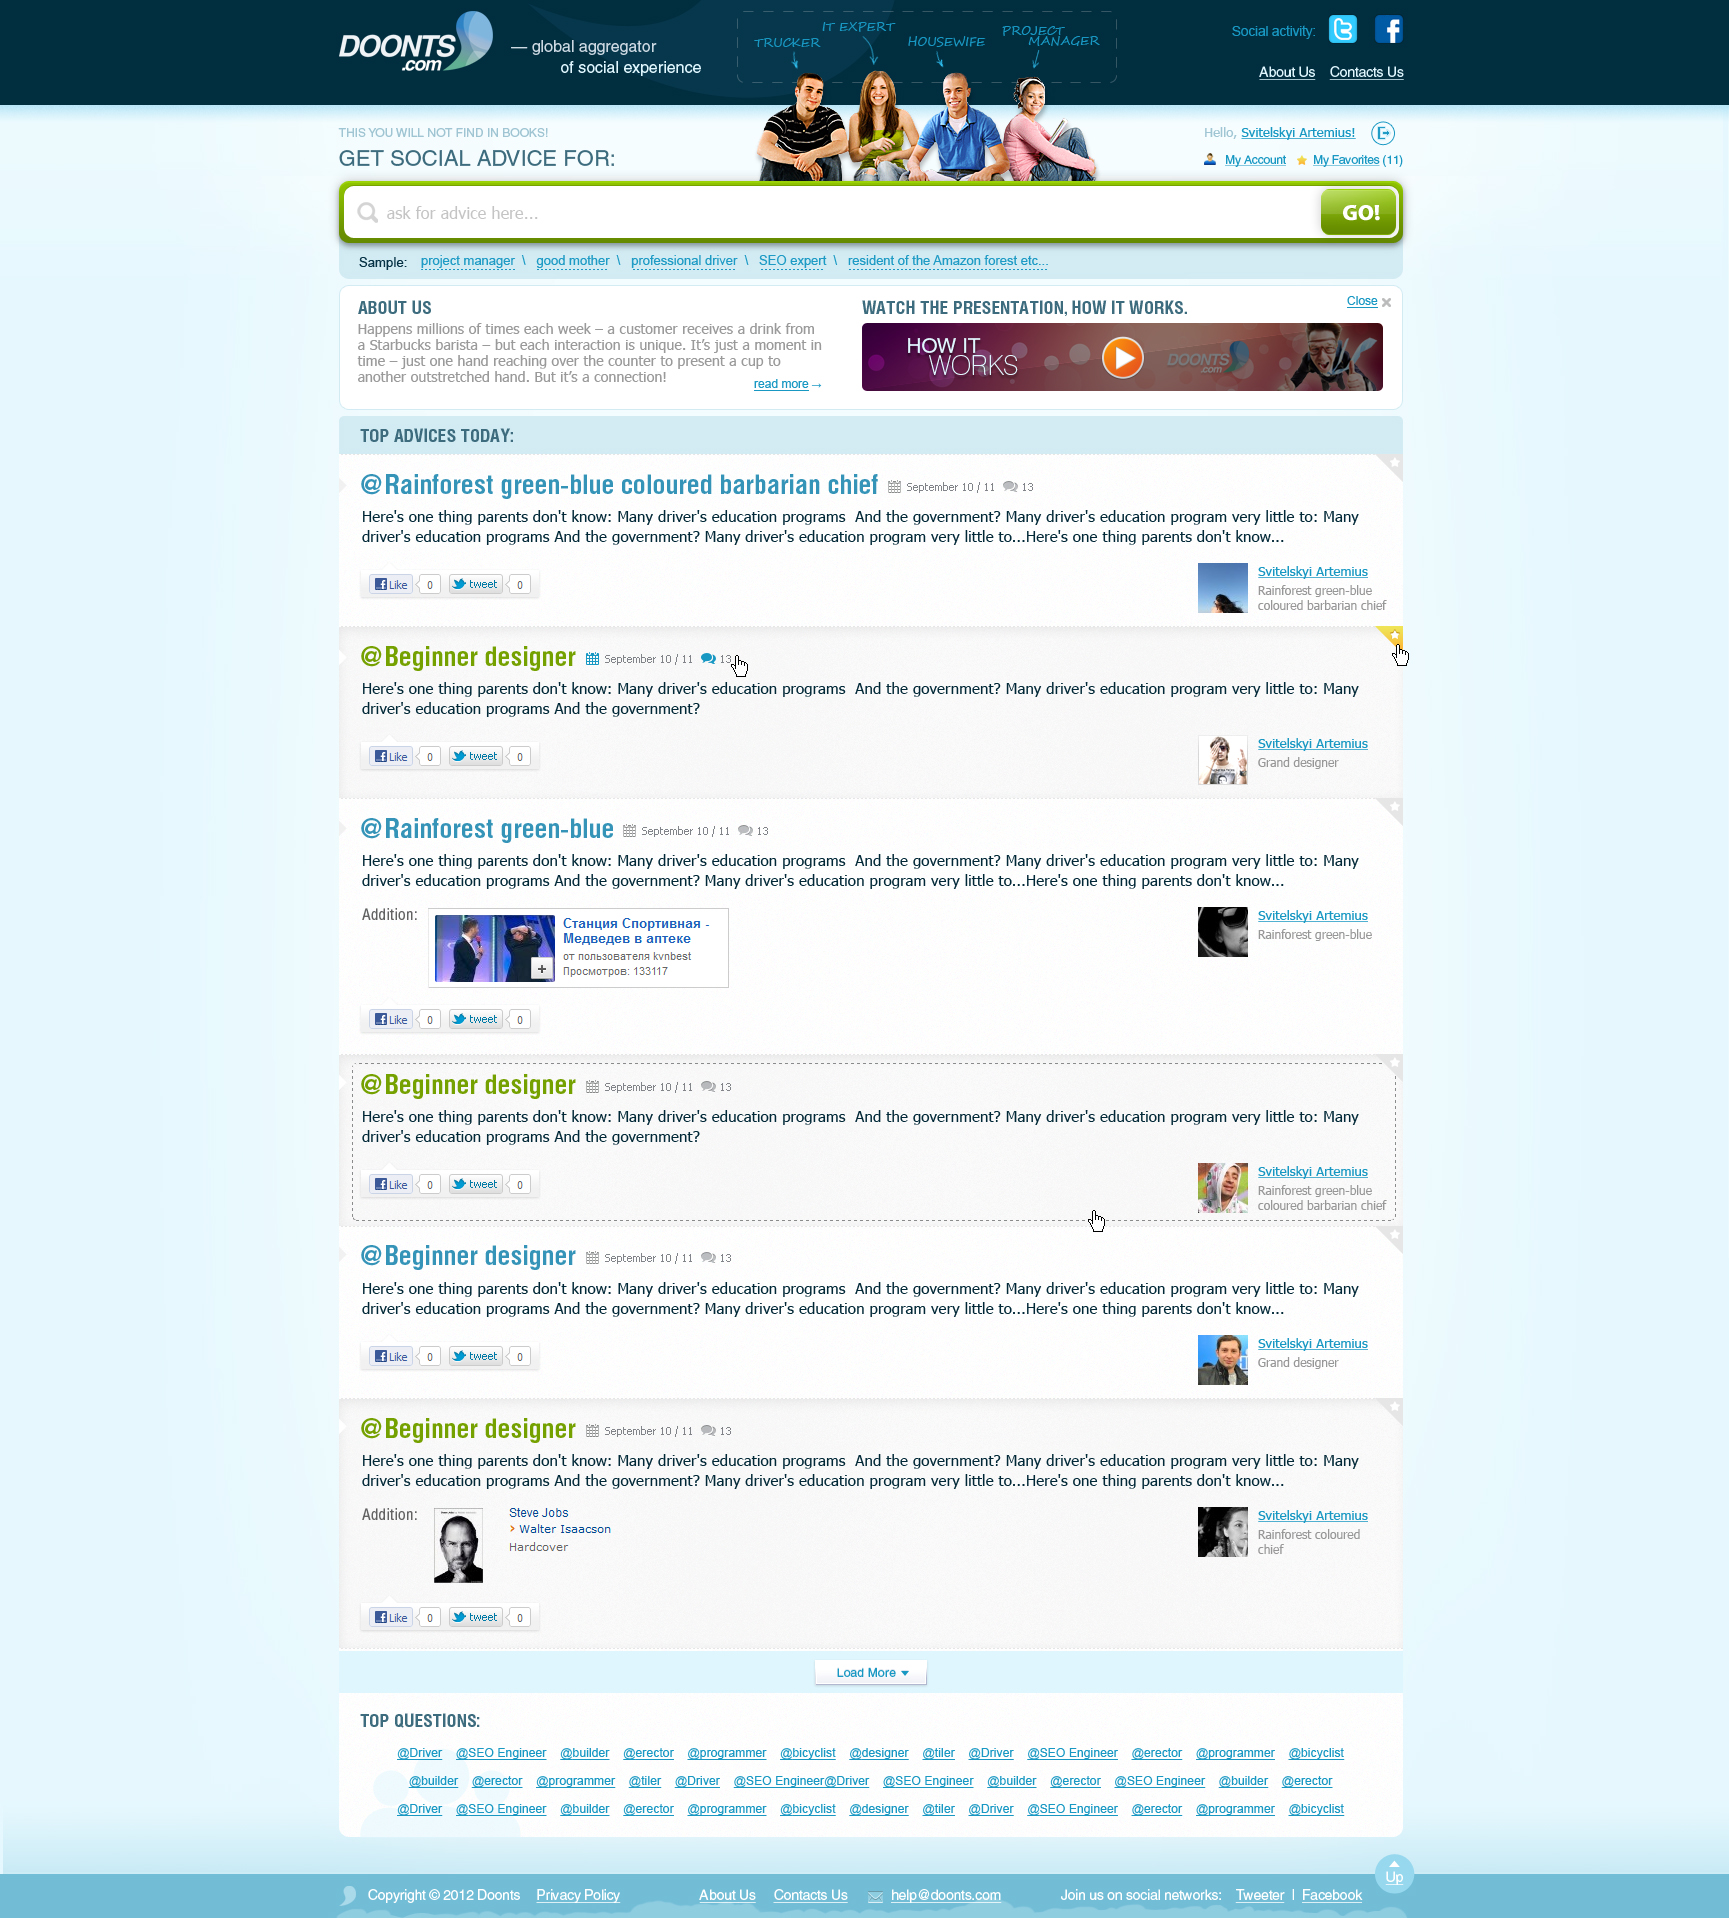 DOONTS
.com
— global aggregator
of social experience
TRUCKER
IT EXPERT
HOUSEWIFE
PROJECT
MANAGER
Social activity:
About Us Contacts Us
THIS YOU WILL NOT FIND IN BOOKS!
GET SOCIAL ADVICE FOR:
Hello, Svitelskyi Artemius!
My Account My Favorites (11)
ask for advice here...
GO!
Sample: project manager \ good mother \ professional driver \ SEO expert \ resident of the Amazon forest etc...
ABOUT US
Happens millions of times each week – a customer receives a drink from
a Starbucks barista – but each interaction is unique. It's just a moment in
time – just one hand reaching over the counter to present a cup to
another outstretched hand. But it's a connection!
read more →
WATCH THE PRESENTATION, HOW IT WORKS.
Close
HOW IT
WORKS
DOONTS
.com
TOP ADVICES TODAY:
@Rainforest green-blue coloured barbarian chief September 10 / 11 13
Here's one thing parents don't know: Many driver's education programs And the government? Many driver's education program very little to: Many
driver's education programs And the government? Many driver's education program very little to...Here's one thing parents don't know...
Like 0 tweet 0
Svitelskyi Artemius
Rainforest green-blue
coloured barbarian chief
@Beginner designer September 10 / 11 13
Here's one thing parents don't know: Many driver's education programs And the government? Many driver's education program very little to: Many
driver's education programs And the government?
Like 0 tweet 0
Svitelskyi Artemius
Grand designer
@Rainforest green-blue September 10 / 11 13
Here's one thing parents don't know: Many driver's education programs And the government? Many driver's education program very little to: Many
driver's education programs And the government? Many driver's education program very little to...Here's one thing parents don't know...
Addition:
Станция Спортивная -
Медведев в аптеке
от пользователя kvnbest
Просмотров: 133117
Svitelskyi Artemius
Rainforest green-blue
Like 0 tweet 0
@Beginner designer September 10 / 11 13
Here's one thing parents don't know: Many driver's education programs And the government? Many driver's education program very little to: Many
driver's education programs And the government?
Like 0 tweet 0
Svitelskyi Artemius
Rainforest green-blue
coloured barbarian chief
@Beginner designer September 10 / 11 13
Here's one thing parents don't know: Many driver's education programs And the government? Many driver's education program very little to: Many
driver's education programs And the government? Many driver's education program very little to...Here's one thing parents don't know...
Like 0 tweet 0
Svitelskyi Artemius
Grand designer
@Beginner designer September 10 / 11 13
Here's one thing parents don't know: Many driver's education programs And the government? Many driver's education program very little to: Many
driver's education programs And the government? Many driver's education program very little to...Here's one thing parents don't know...
Addition:
Steve Jobs
› Walter Isaacson
Hardcover
Svitelskyi Artemius
Rainforest coloured
chief
Like 0 tweet 0
Load More
TOP QUESTIONS:
@Driver @SEO Engineer @builder @erector @programmer @bicyclist @designer @tiler @Driver @SEO Engineer @erector @programmer @bicyclist
@builder @erector @programmer @tiler @Driver @SEO Engineer@Driver @SEO Engineer @builder @erector @SEO Engineer @builder @erector
@Driver @SEO Engineer @builder @erector @programmer @bicyclist @designer @tiler @Driver @SEO Engineer @erector @programmer @bicyclist
Up
Copyright © 2012 Doonts Privacy Policy About Us Contacts Us help@doonts.com Join us on social networks: Tweeter | Facebook